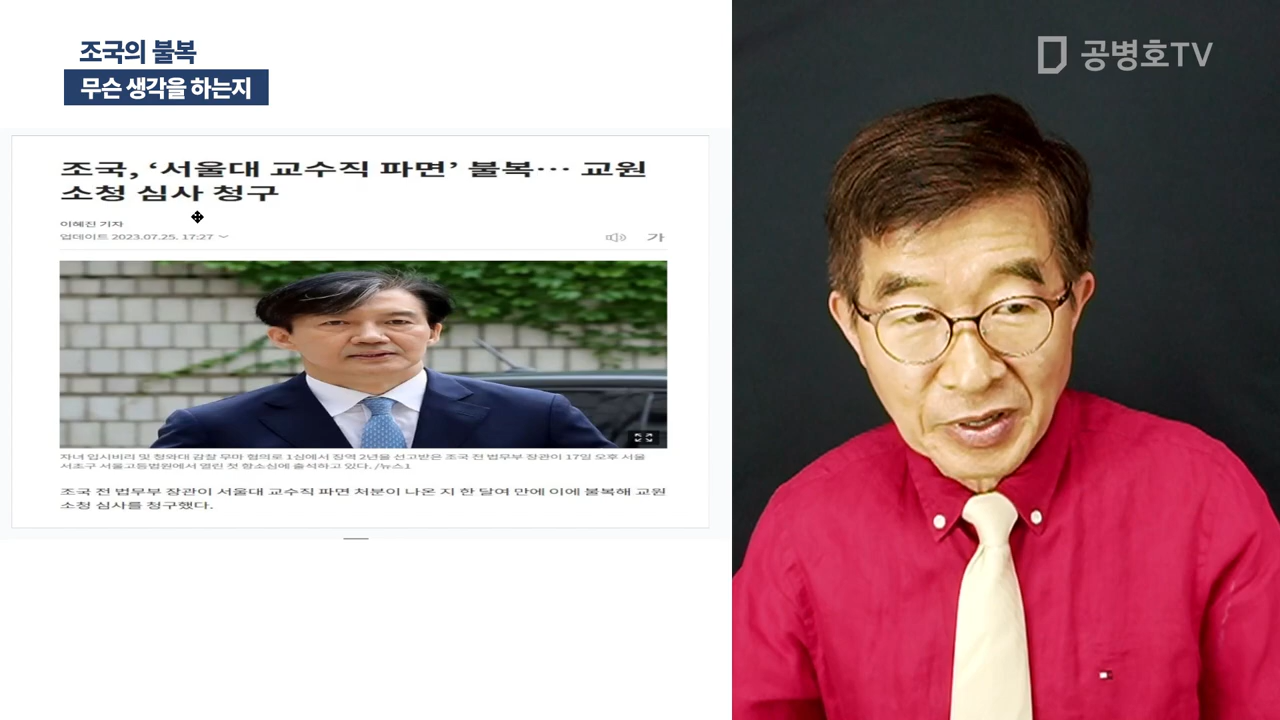 조국의 불복
무슨 생각을 하는지
공병호TV
조국, ‘서울대 교수직 파면’ 불복… 교원
소청 심사 청구
이혜진 기자
업데이트 2023.07.25. 17:27
가
자녀 입시비리 및 청와대 감찰 무마 혐의로 1심에서 징역 2년을 선고받은 조국 전 법무부 장관이 17일 오후 서울
서초구 서울고등법원에서 열린 첫 항소심에 출석하고 있다. /뉴스1
조국 전 법무부 장관이 서울대 교수직 파면 처분이 나온 지 한 달여 만에 이에 불복해 교원
소청 심사를 청구했다.